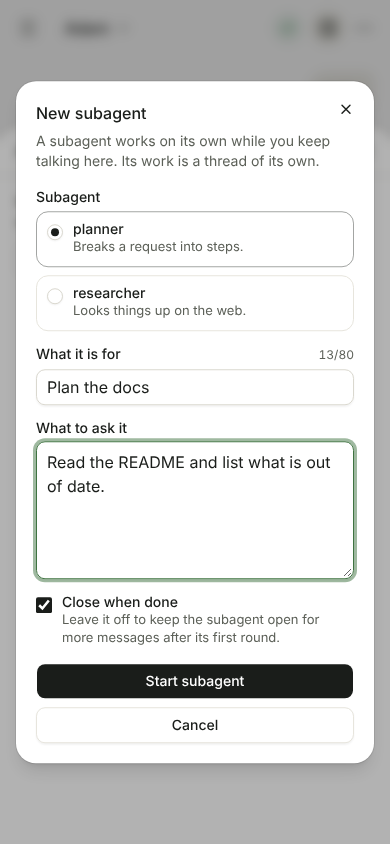 New subagent
A subagent works on its own while you keep
talking here. Its work is a thread of its own.
Subagent
planner
Breaks a request into steps.
researcher
Looks things up on the web.
What it is for
13/80
Plan the docs
What to ask it
Read the README and list what is out
of date.
Close when done
Leave it off to keep the subagent open for
more messages after its first round.
Start subagent
Cancel